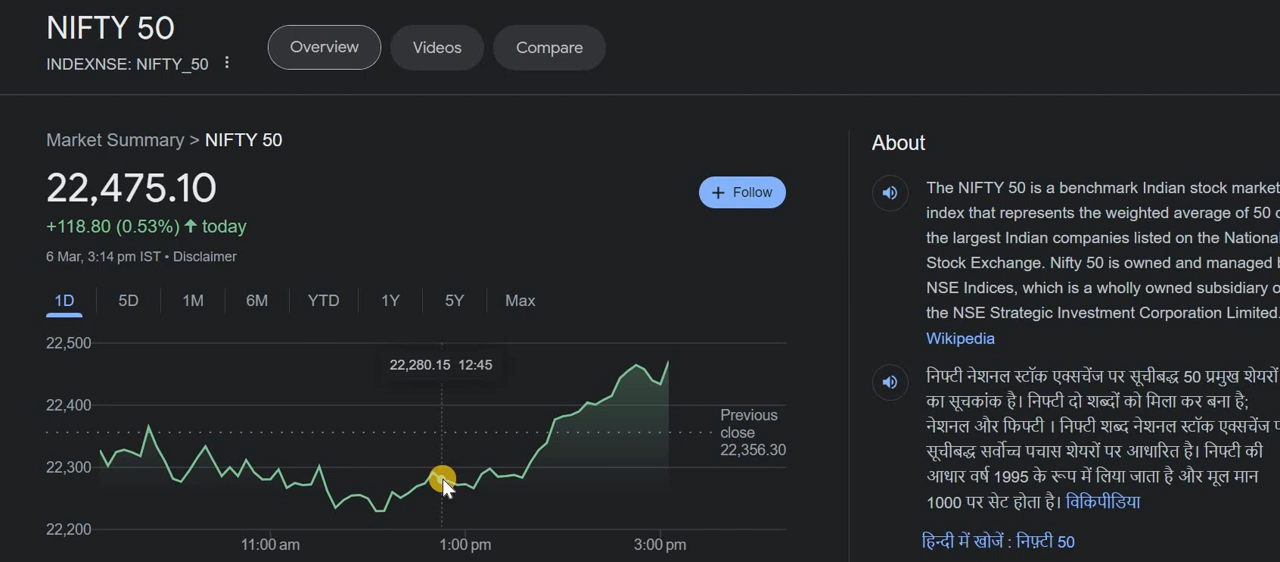 NIFTY 50
INDEXNSE: NIFTY_50
Overview
Videos
Compare
Market Summary > NIFTY 50
22,475.10
+118.80 (0.53%) ↑ today
6 Mar, 3:14 pm IST • Disclaimer
+ Follow
1D
5D
1M
6M
YTD
1Y
5Y
Max
22,500
22,400
22,300
22,200
22,280.15 12:45
Previous
close
22,356.30
11:00 am
1:00 pm
3:00 pm
About
The NIFTY 50 is a benchmark Indian stock market
index that represents the weighted average of 50
the largest Indian companies listed on the National
Stock Exchange. Nifty 50 is owned and managed
NSE Indices, which is a wholly owned subsidiary
the NSE Strategic Investment Corporation Limited.
Wikipedia
निफ्टी नेशनल स्टॉक एक्सचेंज पर सूचीबद्ध 50 प्रमुख शेयरों
का सूचकांक है। निफ्टी दो शब्दों को मिला कर बना है;
नेशनल और फिफ्टी । निफ्टी शब्द नेशनल स्टॉक एक्सचेंज
सूचीबद्ध सर्वोच्च पचास शेयरों पर आधारित है। निफ्टी की
आधार वर्ष 1995 के रूप में लिया जाता है और मूल मान
1000 पर सेट होता है। विकिपीडिया
हिन्दी में खोजें : निफ़्टी 50